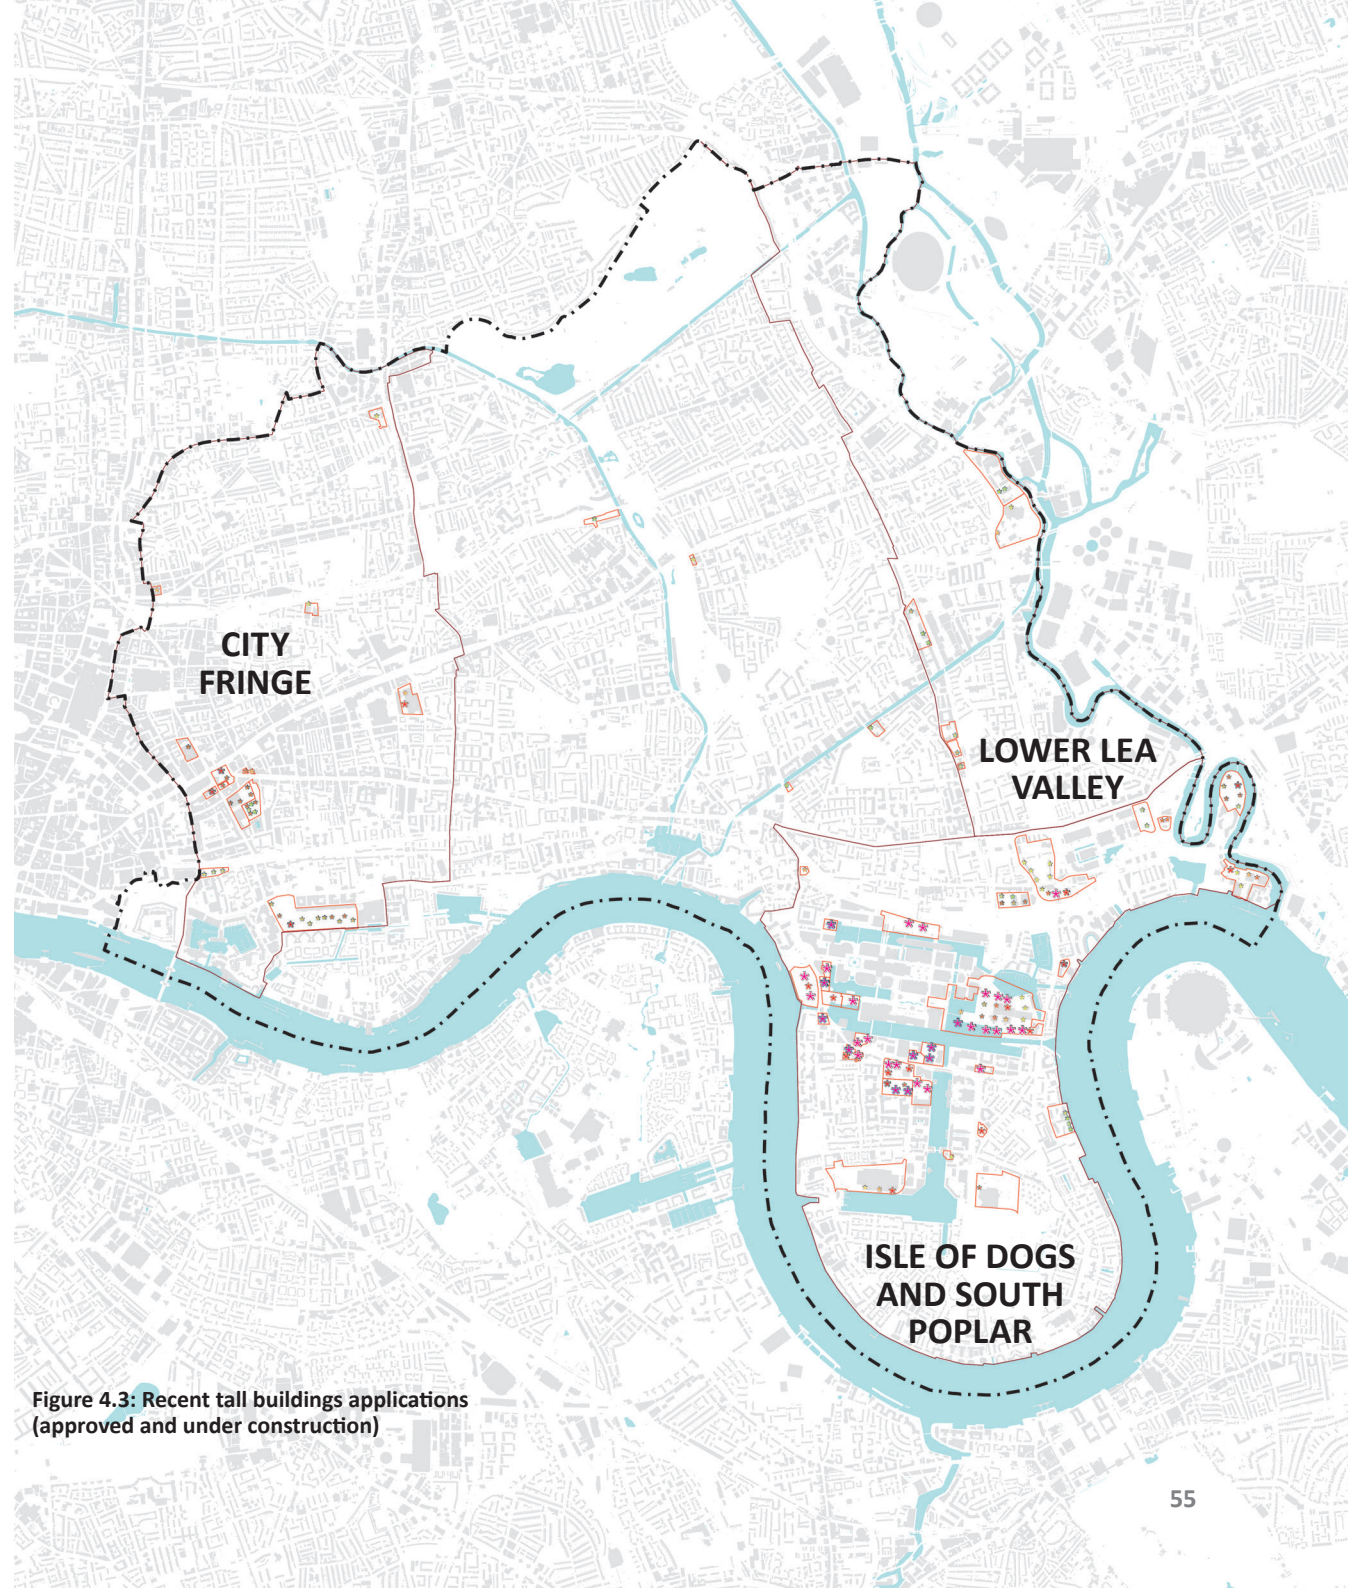 CITY
FRINGE
LOWER LEA
VALLEY
ISLE OF DOGS
AND SOUTH
POPLAR
Figure 4.3: Recent tall buildings applications
(approved and under construction)
55